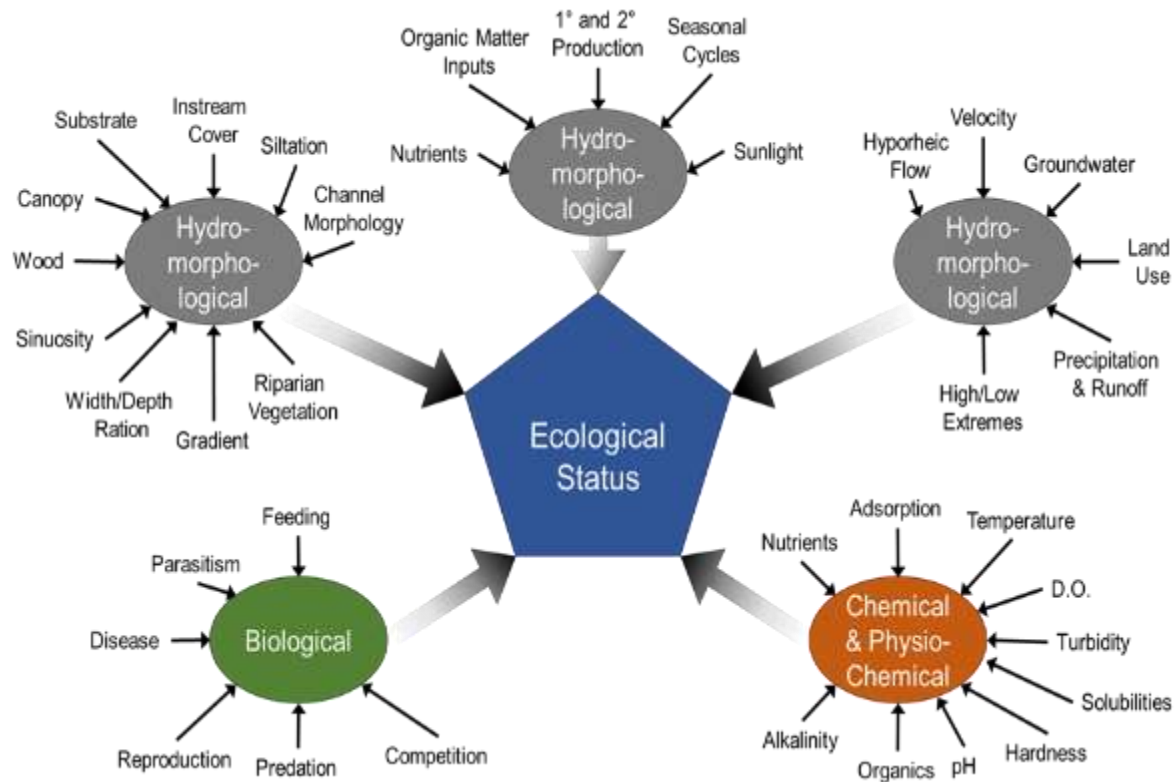 1° and 2°
Production
Organic Matter
Inputs
Seasonal
Cycles
Nutrients
Sunlight
Hydro-
morpho-
logical
Substrate
Instream
Cover
Siltation
Canopy
Channel
Morphology
Wood
Sinuosity
Width/Depth
Ration
Gradient
Riparian
Vegetation
Hydro-
morpho-
logical
Velocity
Hyporheic
Flow
Groundwater
Land
Use
Precipitation
& Runoff
High/Low
Extremes
Hydro-
morpho-
logical
Ecological
Status
Feeding
Parasitism
Disease
Reproduction
Predation
Competition
Biological
Adsorption
Temperature
Nutrients
D.O.
Turbidity
Solubilities
Hardness
pH
Organics
Alkalinity
Chemical
& Physio-
Chemical